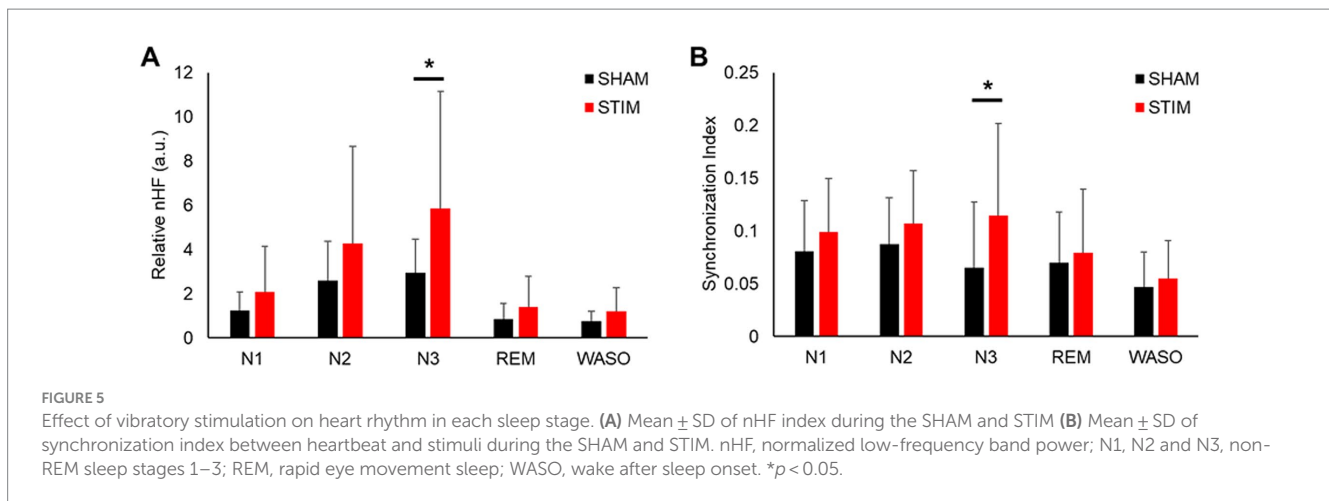 A
B
12
10
8
6
4
2
0
Relative nHF (a.u.)
*
SHAM
STIM
N1 N2 N3 REM WASO
0.25
0.2
0.15
0.1
0.05
0
Synchronization Index
*
SHAM
STIM
N1 N2 N3 REM WASO
FIGURE 5
Effect of vibratory stimulation on heart rhythm in each sleep stage. (A) Mean ± SD of nHF index during the SHAM and STIM (B) Mean ± SD of
synchronization index between heartbeat and stimuli during the SHAM and STIM. nHF, normalized low-frequency band power; N1, N2 and N3, non-
REM sleep stages 1–3; REM, rapid eye movement sleep; WASO, wake after sleep onset. *p < 0.05.